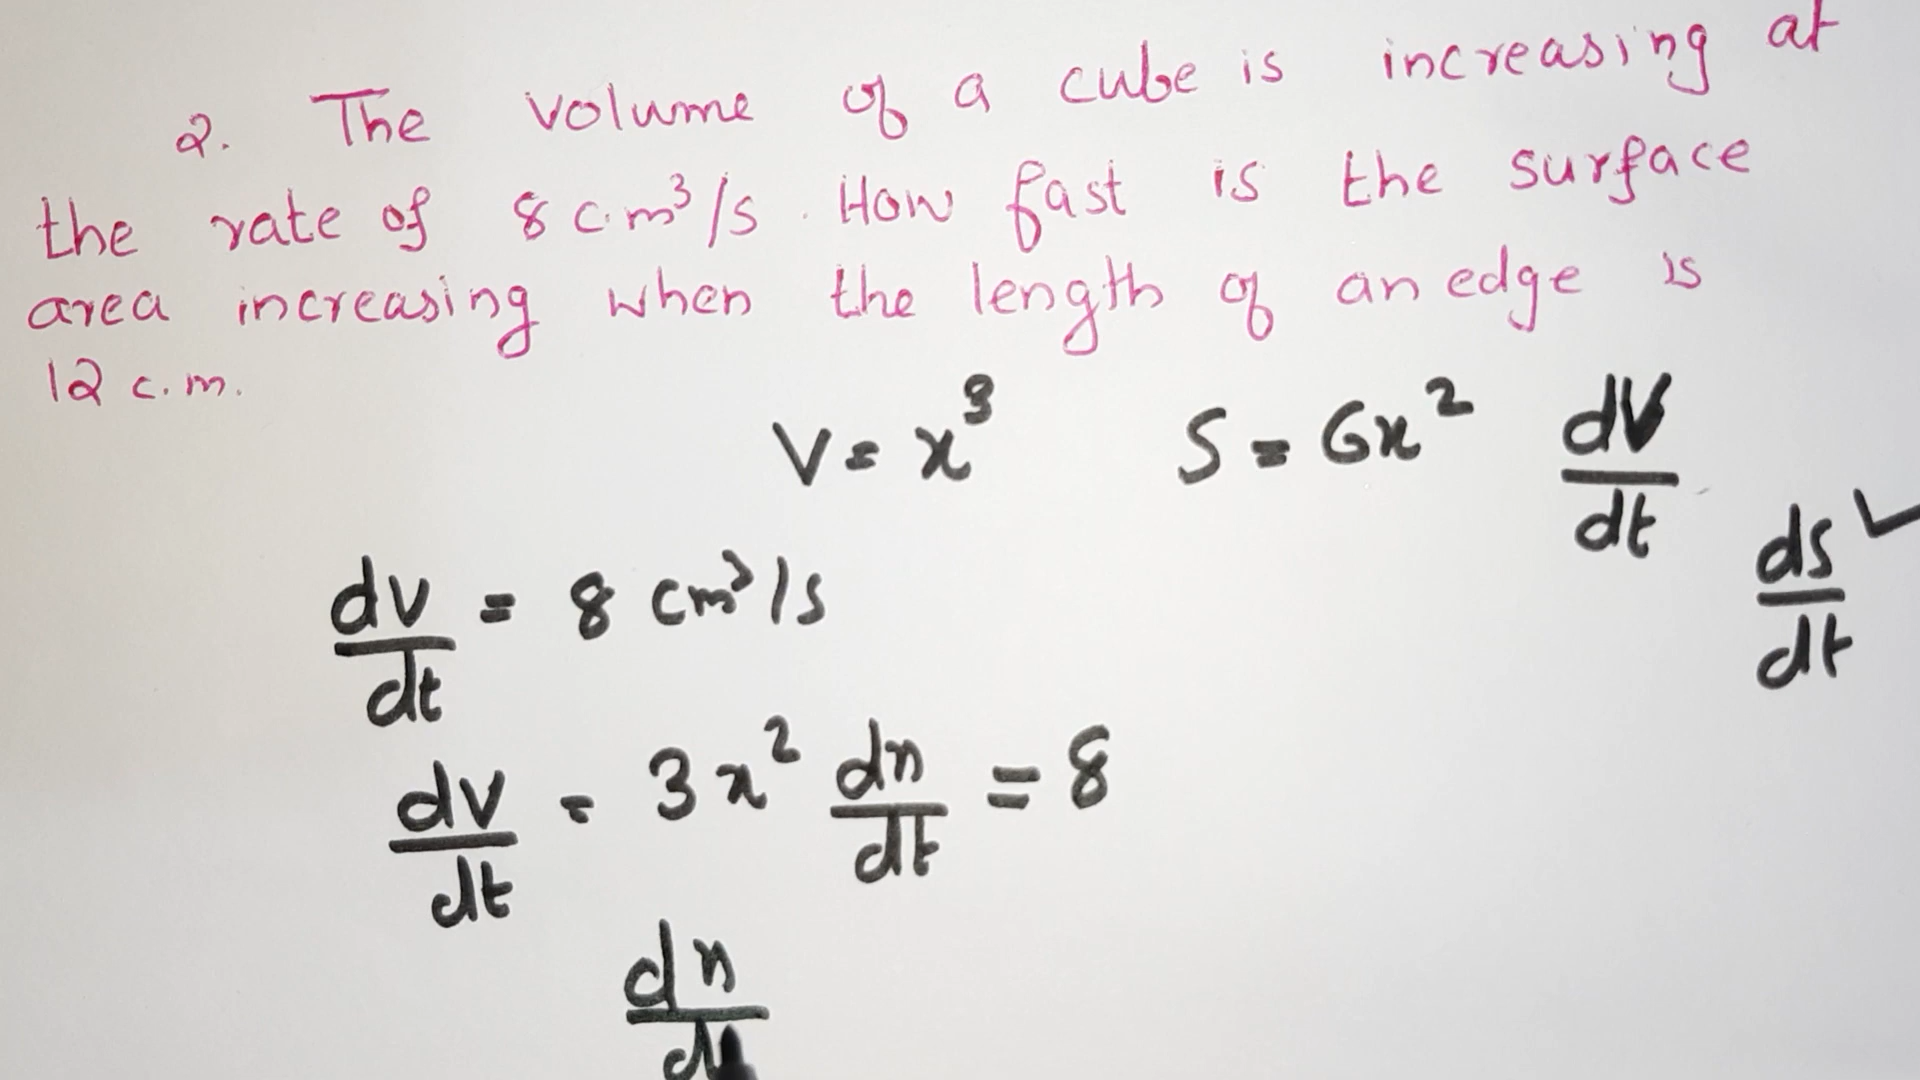 2. The volume of a cube is increasing at
the rate of 8 c.m³/s. How fast is the surface
area increasing when the length of an edge is
12 c.m.
V = x³ S = 6x² dV/dt
ds/dt ✓
dv/dt = 8 cm³/s
dv/dt = 3x² dx/dt = 8
dx/d